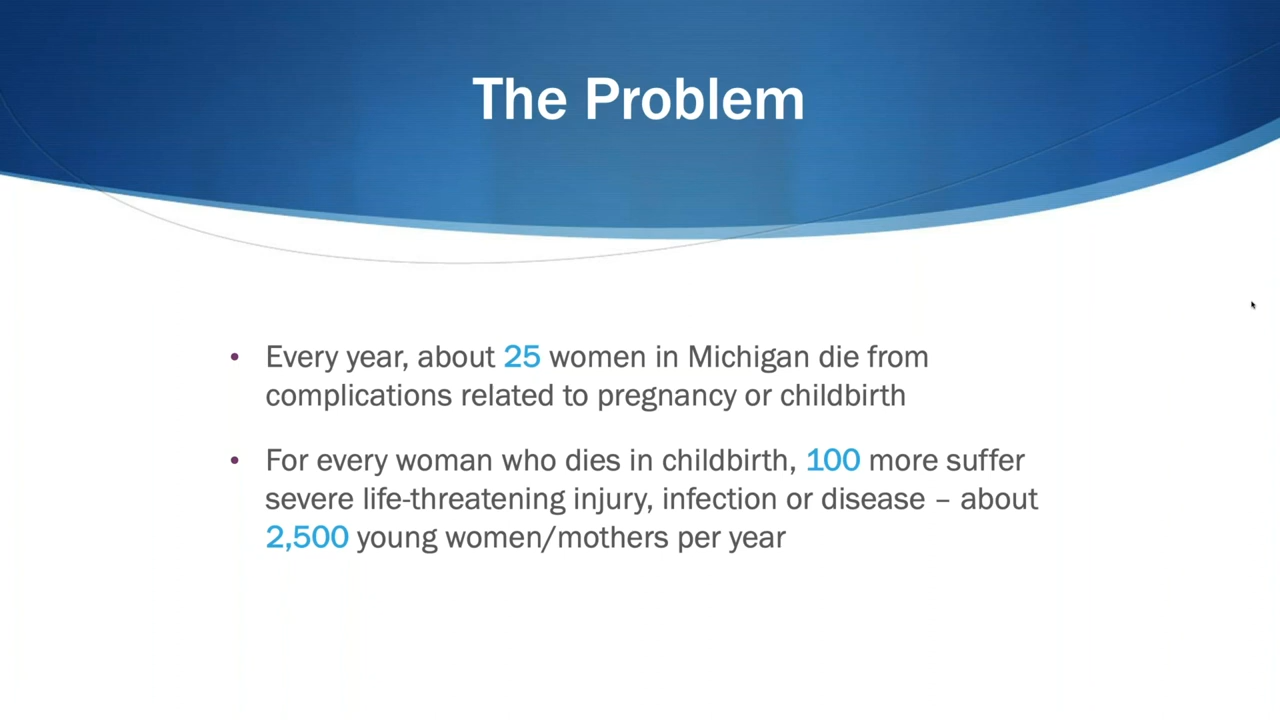 The Problem
• Every year, about 25 women in Michigan die from
complications related to pregnancy or childbirth
• For every woman who dies in childbirth, 100 more suffer
severe life-threatening injury, infection or disease – about
2,500 young women/mothers per year